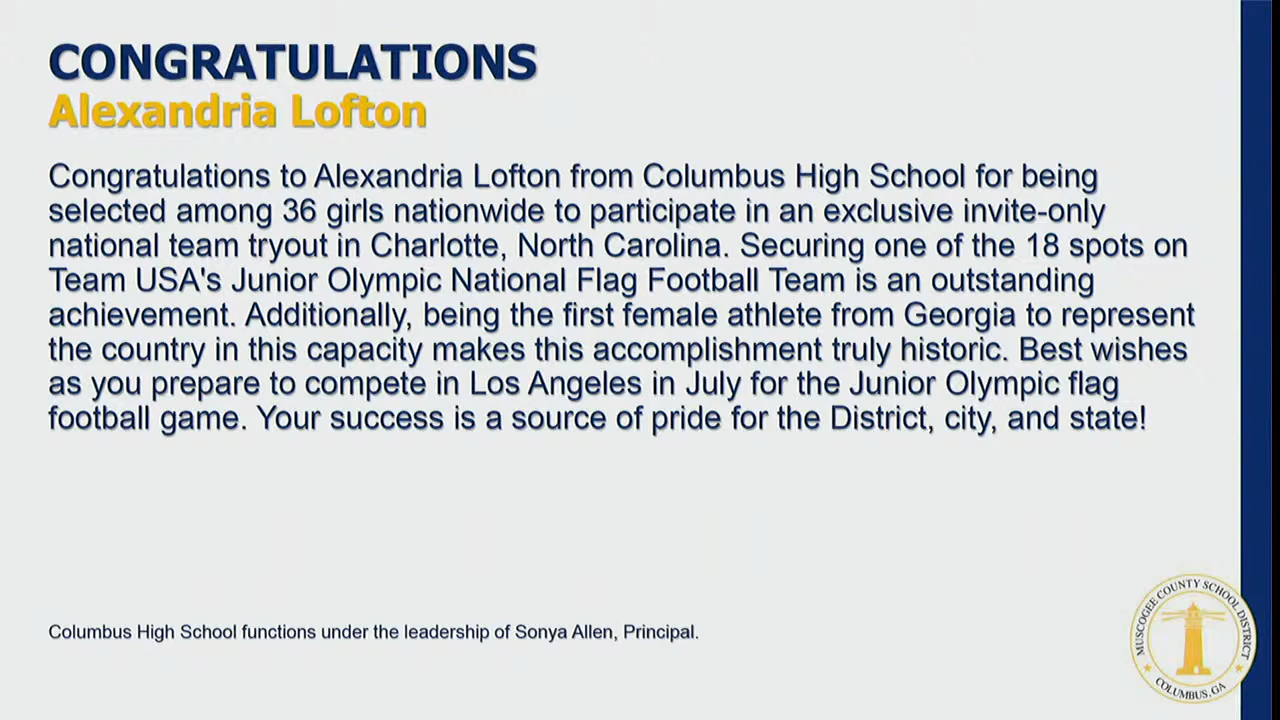 CONGRATULATIONS
Alexandria Lofton
Congratulations to Alexandria Lofton from Columbus High School for being
selected among 36 girls nationwide to participate in an exclusive invite-only
national team tryout in Charlotte, North Carolina. Securing one of the 18 spots on
Team USA's Junior Olympic National Flag Football Team is an outstanding
achievement. Additionally, being the first female athlete from Georgia to represent
the country in this capacity makes this accomplishment truly historic. Best wishes
as you prepare to compete in Los Angeles in July for the Junior Olympic flag
football game. Your success is a source of pride for the District, city, and state!
Columbus High School functions under the leadership of Sonya Allen, Principal.
MUSCOGEE COUNTY SCHOOL DISTRICT
COLUMBUS, GA